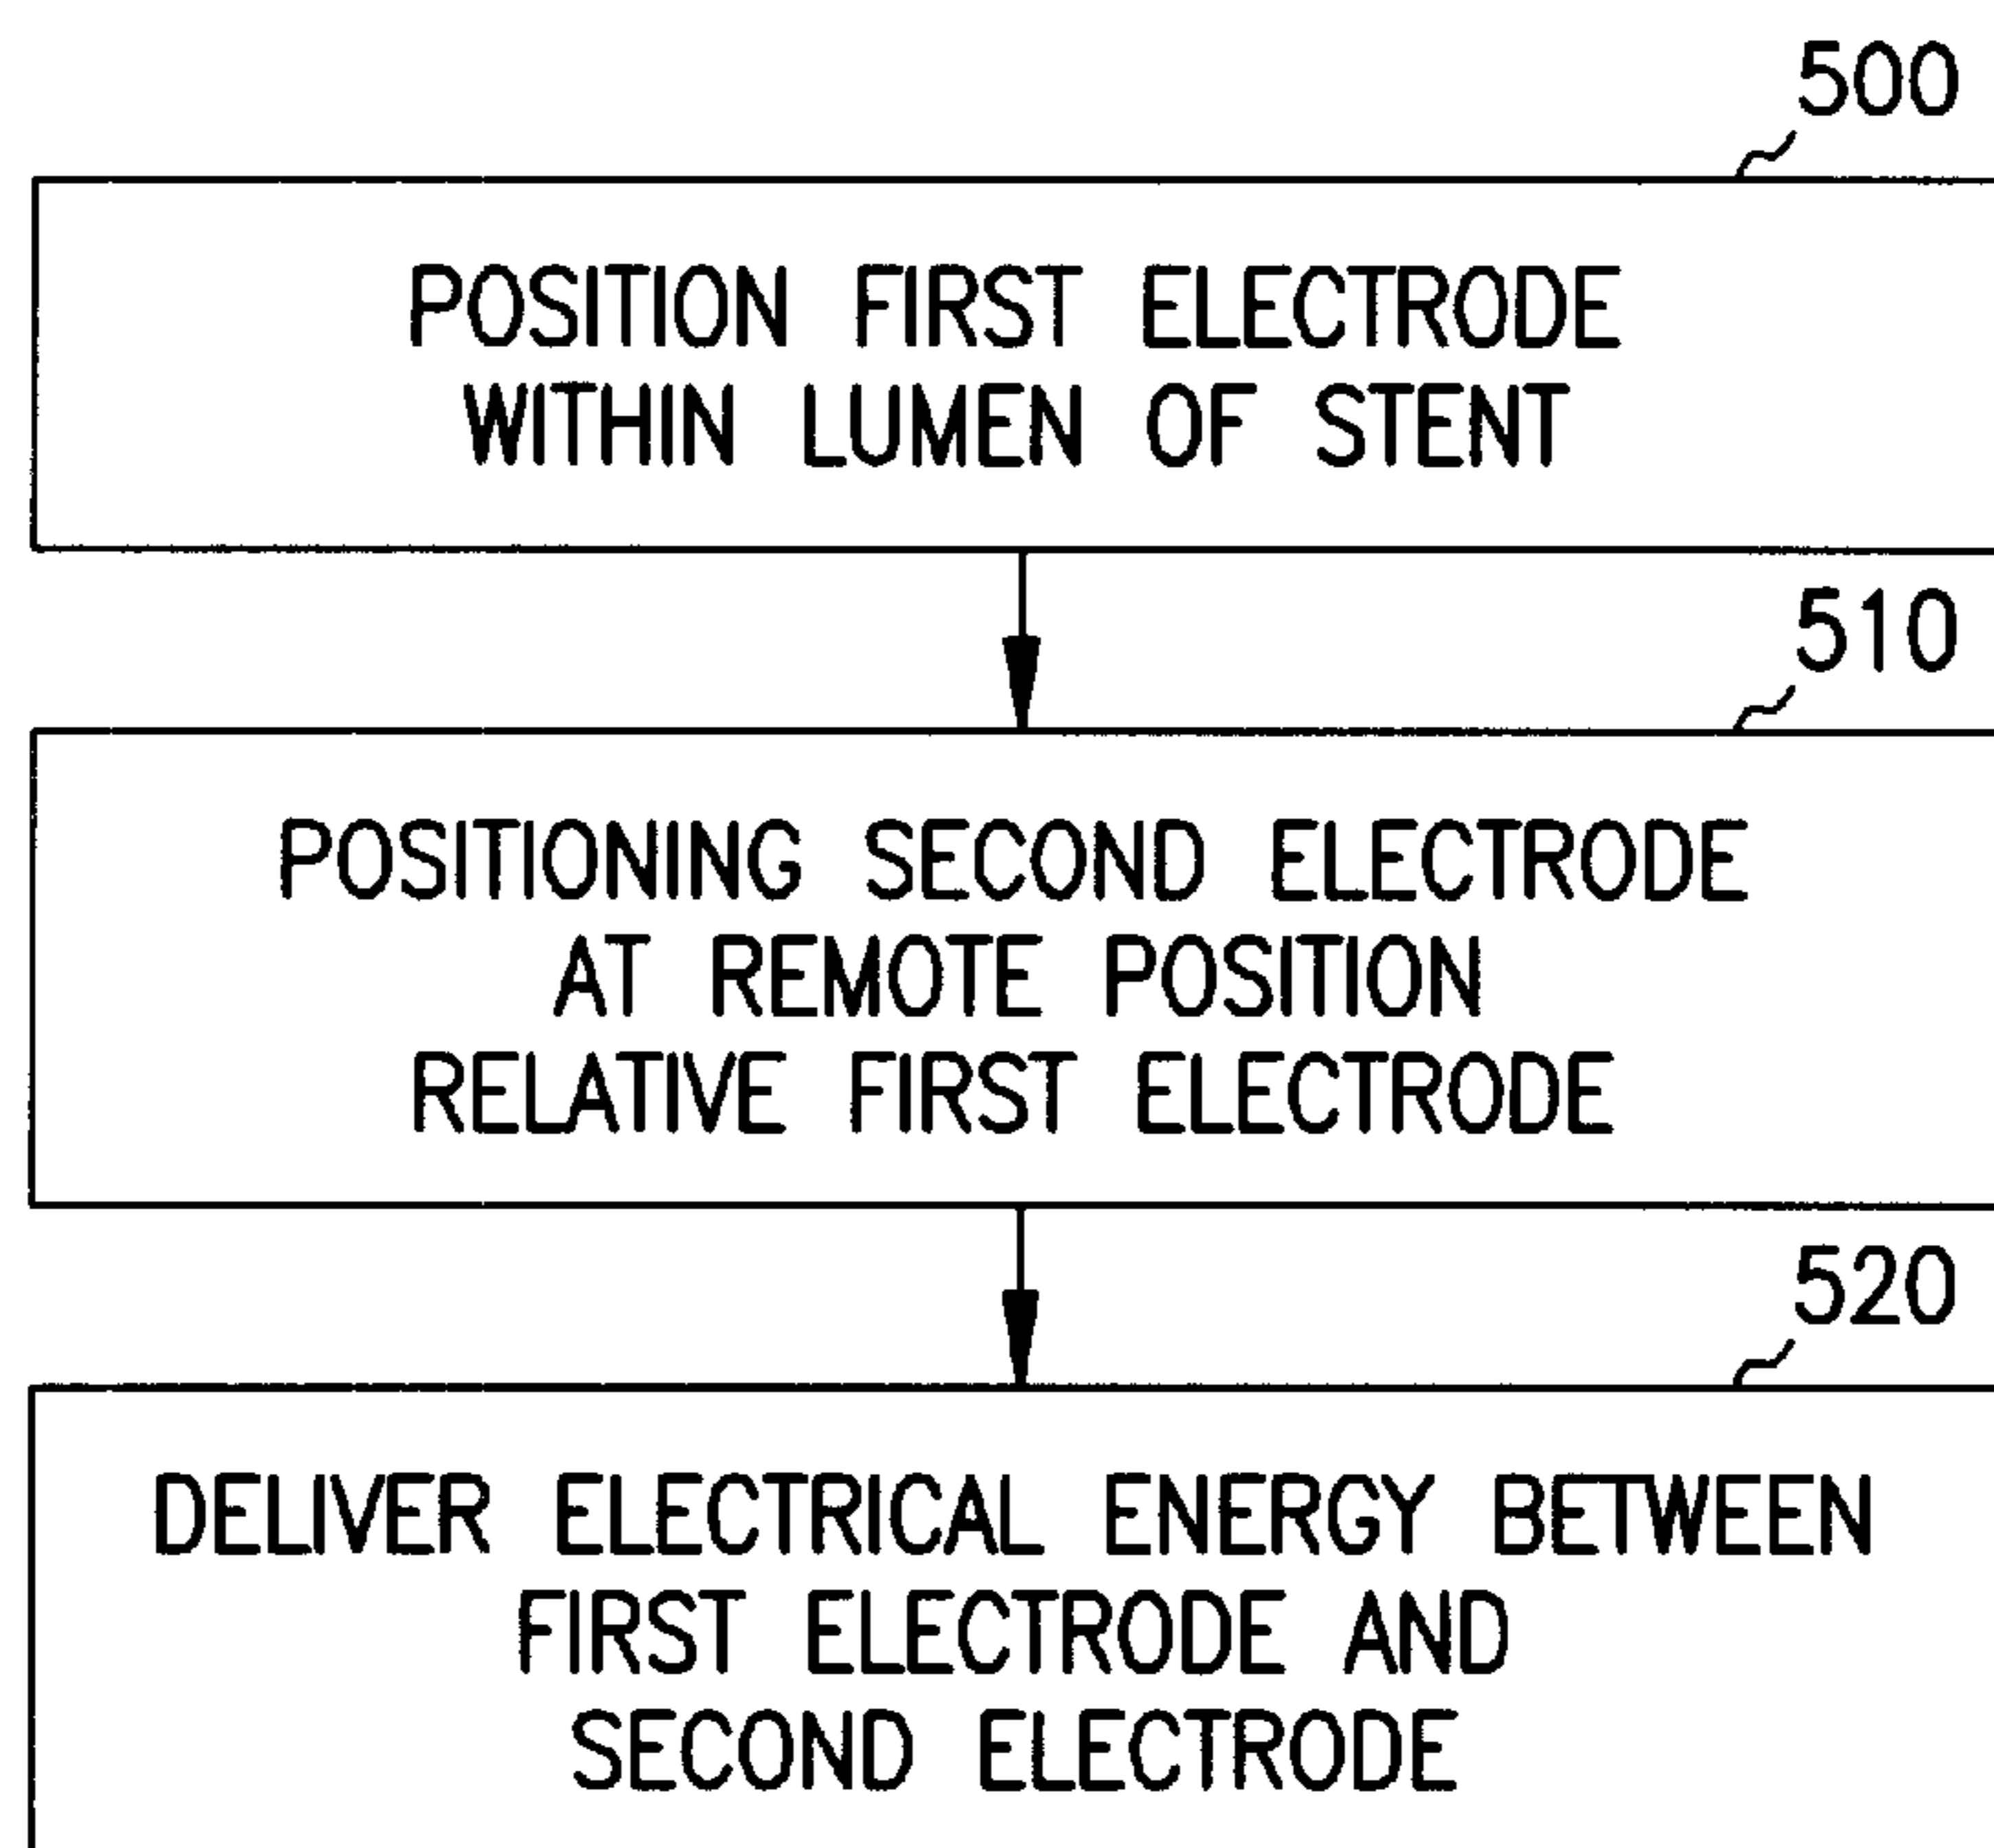 500
POSITION FIRST ELECTRODE
WITHIN LUMEN OF STENT
510
POSITIONING SECOND ELECTRODE
AT REMOTE POSITION
RELATIVE FIRST ELECTRODE
520
DELIVER ELECTRICAL ENERGY BETWEEN
FIRST ELECTRODE AND
SECOND ELECTRODE